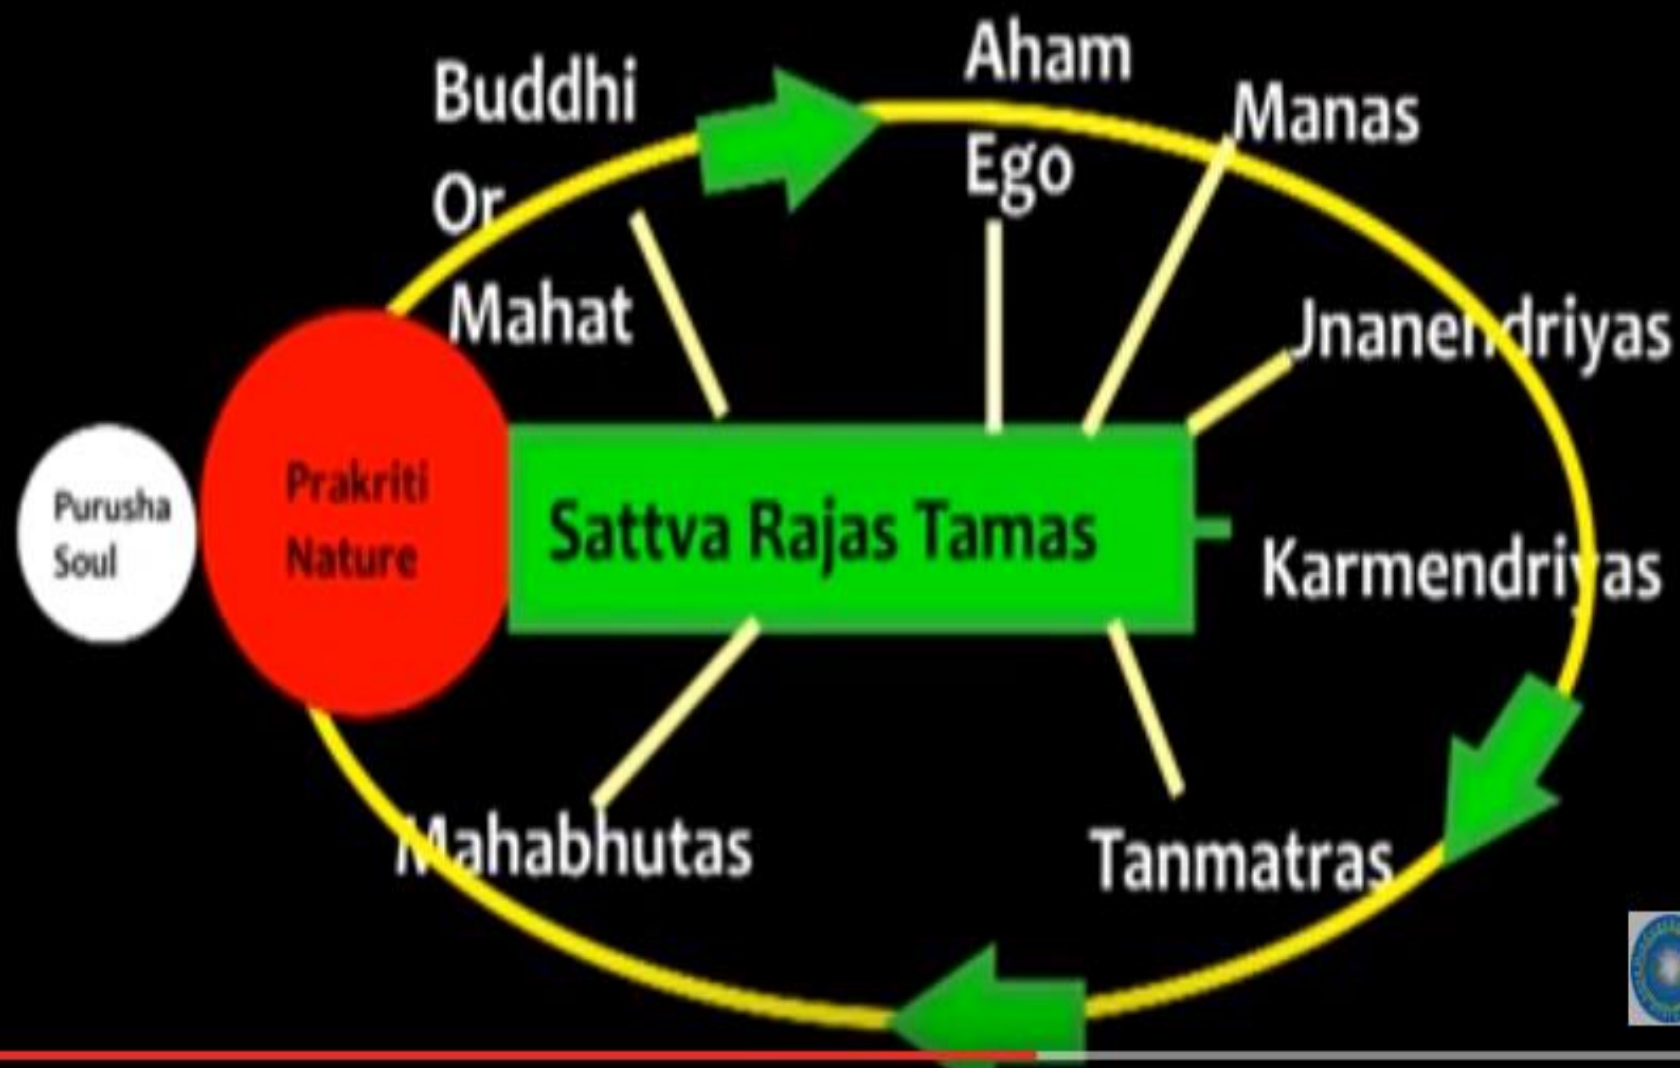 Buddhi
Or
Mahat
Aham
Ego
Manas
Jnanendriyas
Purusha
Soul
Prakriti
Nature
Sattva Rajas Tamas
Karmendriyas
Mahabhutas
Tanmatras